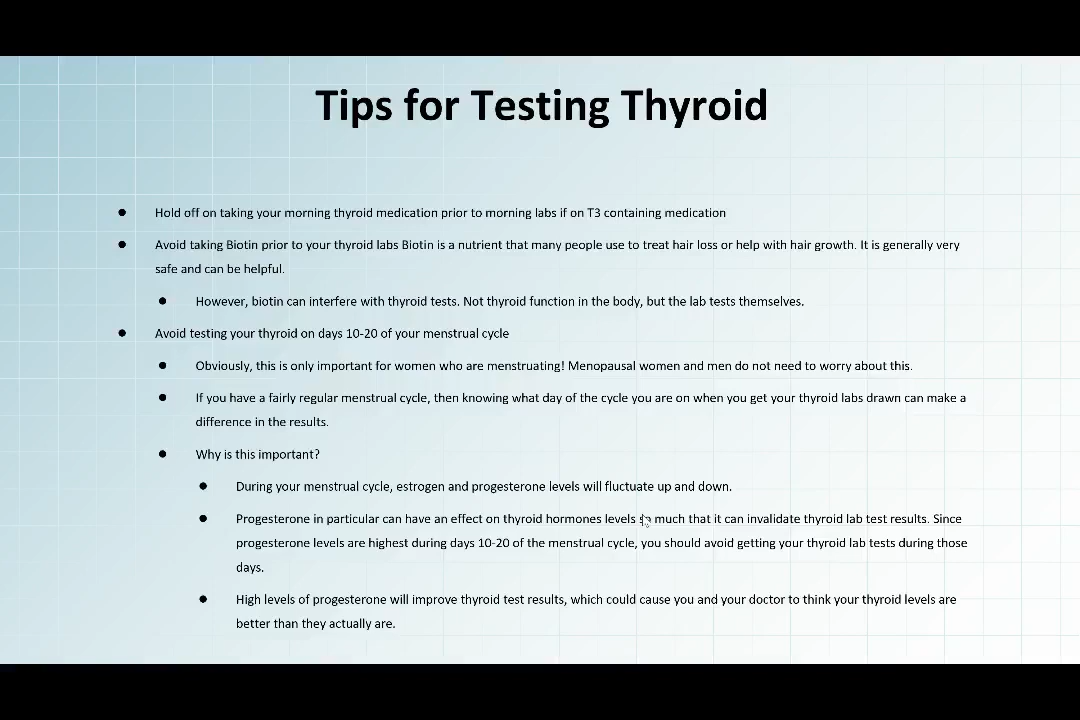 Tips for Testing Thyroid
● Hold off on taking your morning thyroid medication prior to morning labs if on T3 containing medication
● Avoid taking Biotin prior to your thyroid labs Biotin is a nutrient that many people use to treat hair loss or help with hair growth. It is generally very
safe and can be helpful.
● However, biotin can interfere with thyroid tests. Not thyroid function in the body, but the lab tests themselves.
● Avoid testing your thyroid on days 10-20 of your menstrual cycle
● Obviously, this is only important for women who are menstruating! Menopausal women and men do not need to worry about this.
● If you have a fairly regular menstrual cycle, then knowing what day of the cycle you are on when you get your thyroid labs drawn can make a
difference in the results.
● Why is this important?
● During your menstrual cycle, estrogen and progesterone levels will fluctuate up and down.
● Progesterone in particular can have an effect on thyroid hormones levels so much that it can invalidate thyroid lab test results. Since
progesterone levels are highest during days 10-20 of the menstrual cycle, you should avoid getting your thyroid lab tests during those
days.
● High levels of progesterone will improve thyroid test results, which could cause you and your doctor to think your thyroid levels are
better than they actually are.